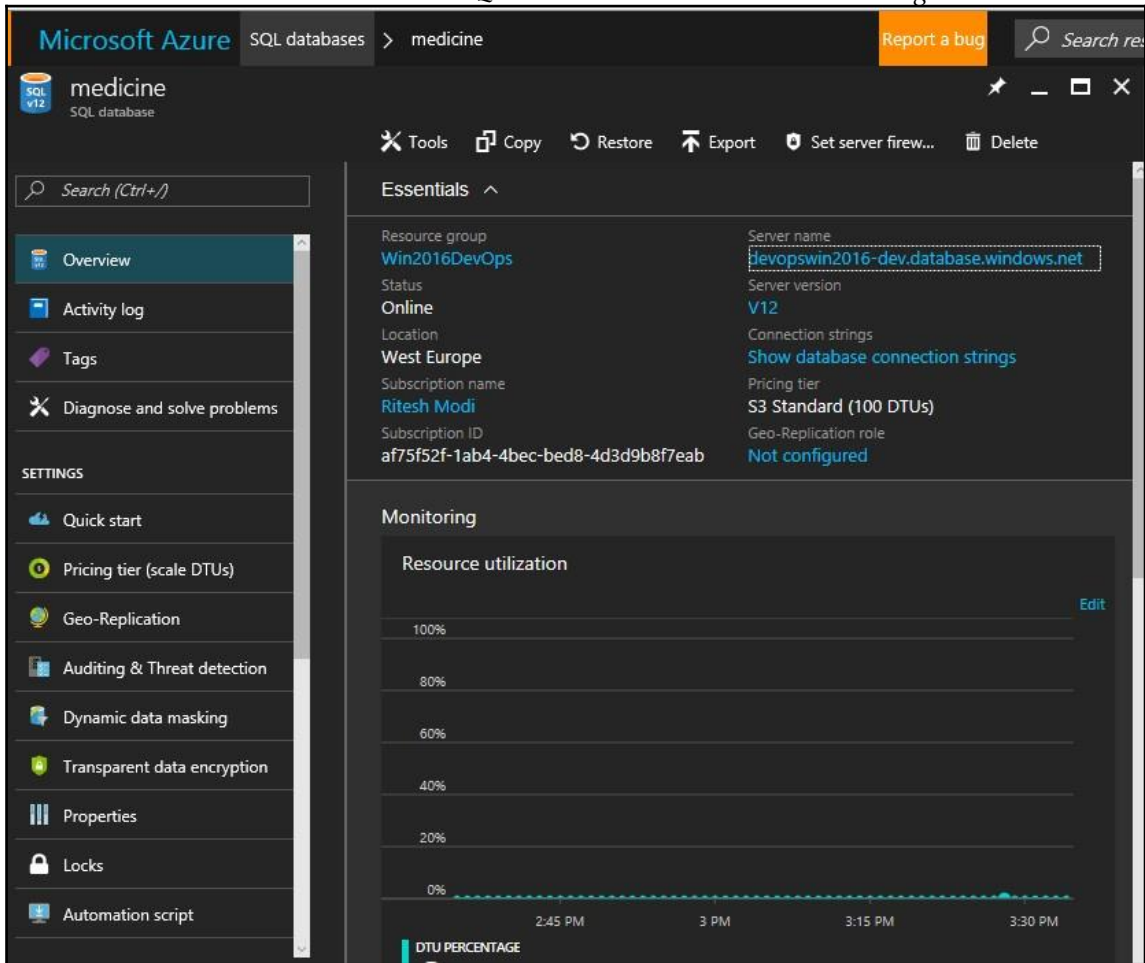 Microsoft Azure SQL databases > medicine Report a bug Search res
SQL v12
medicine
SQL database
Tools Copy Restore Export Set server firew... Delete
Search (Ctrl+/)
Overview
Activity log
Tags
Diagnose and solve problems
SETTINGS
Quick start
Pricing tier (scale DTUs)
Geo-Replication
Auditing & Threat detection
Dynamic data masking
Transparent data encryption
Properties
Locks
Automation script
Essentials
Resource group
Win2016DevOps
Status
Online
Location
West Europe
Subscription name
Ritesh Modi
Subscription ID
af75f52f-1ab4-4bec-bed8-4d3d9b8f7eab
Server name
devopswin2016-dev.database.windows.net
Server version
V12
Connection strings
Show database connection strings
Pricing tier
S3 Standard (100 DTUs)
Geo-Replication role
Not configured
Monitoring
Resource utilization
Edit
100%
80%
60%
40%
20%
0%
2:45 PM 3 PM 3:15 PM 3:30 PM
DTU PERCENTAGE